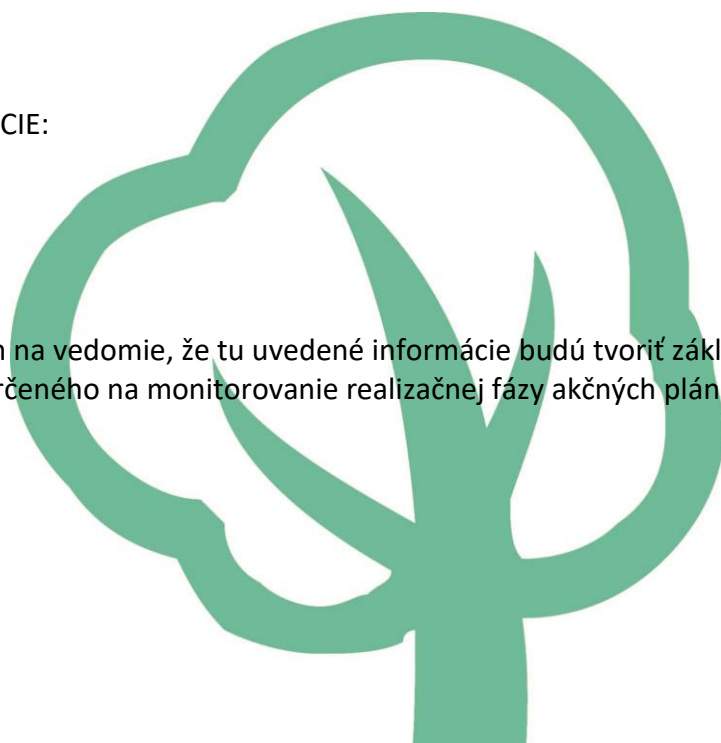 CIE:
na vedomie, že tu uvedené informácie budú tvoriť zákl
rčeného na monitorovanie realizačnej fázy akčných plán